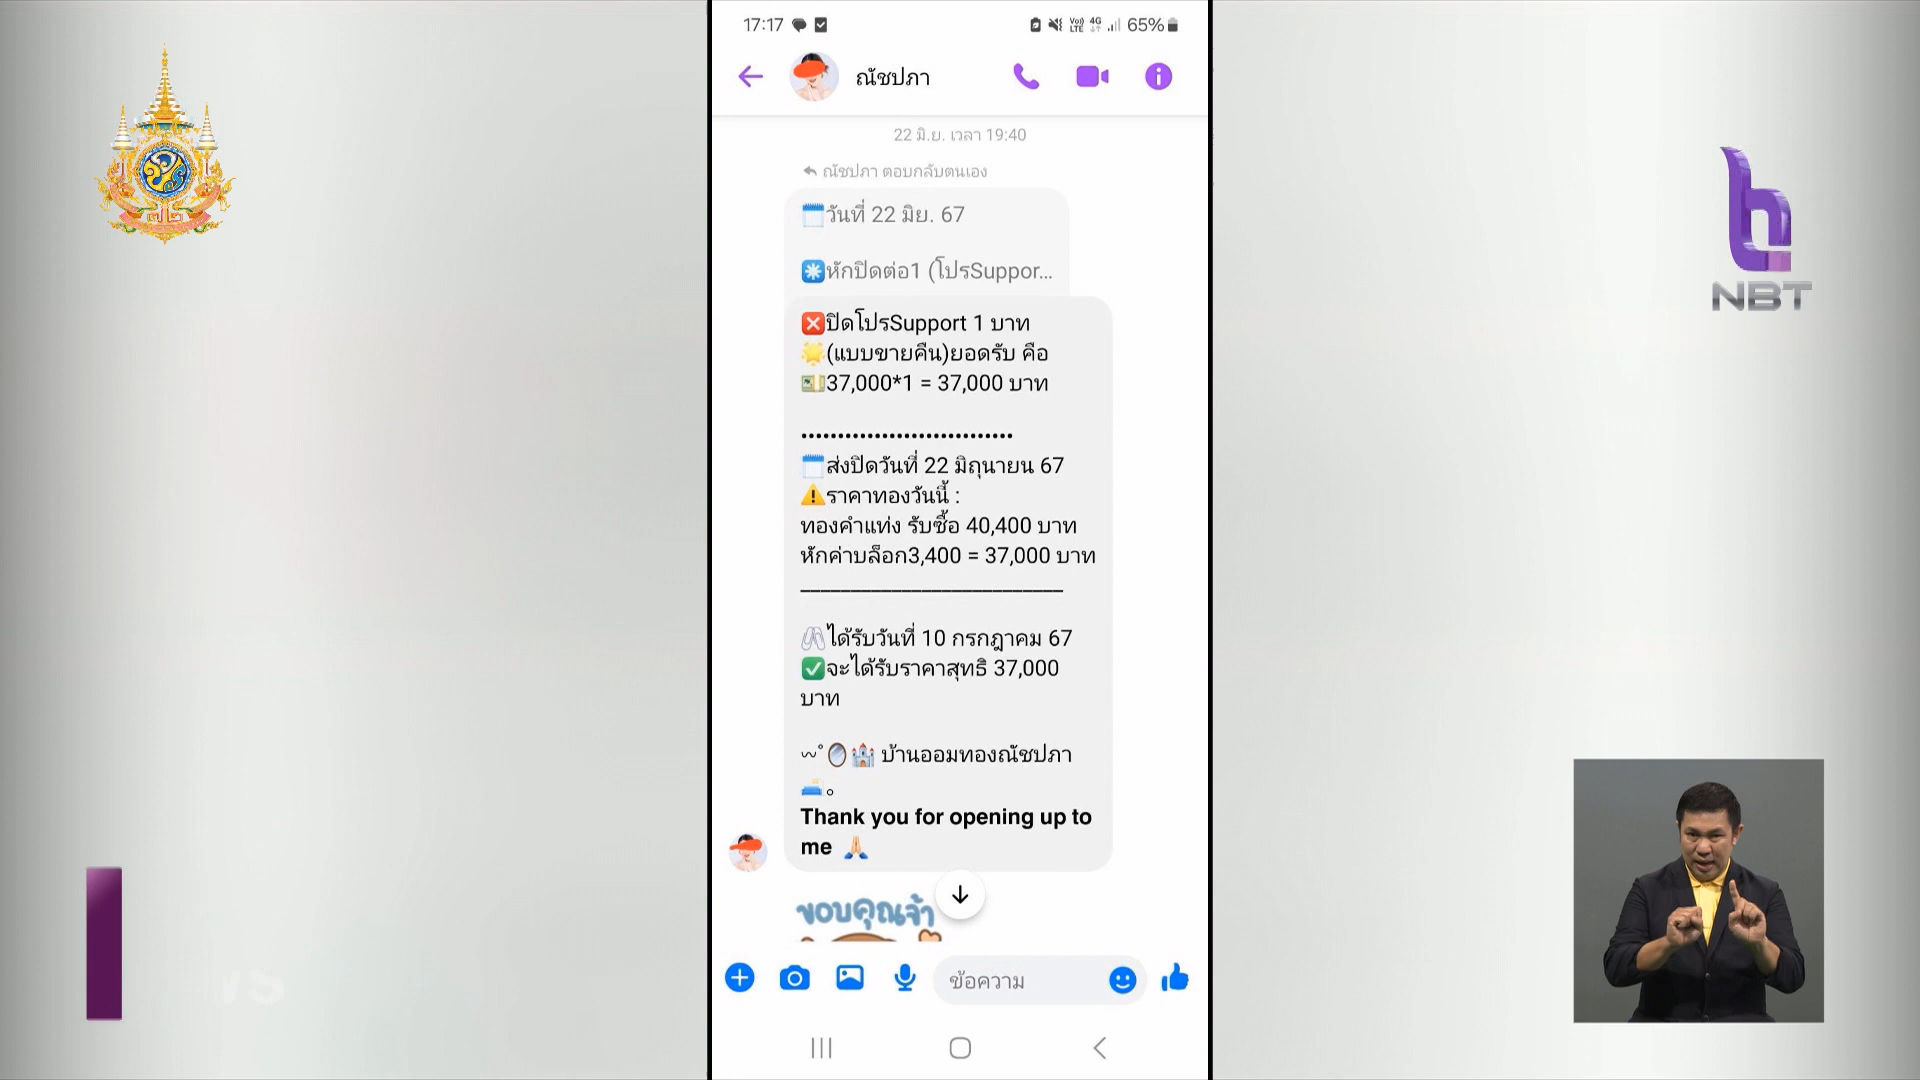 17:17
65%
ณัชปภา
22 มิ.ย. เวลา 19:40
ณัชปภา ตอบกลับตนเอง
วันที่ 22 มิย. 67
หักปิดต่อ1 (โปรSuppor...
ปิดโปรSupport 1 บาท
(แบบขายคืน)ยอดรับ คือ
37,000*1 = 37,000 บาท
.............................
ส่งปิดวันที่ 22 มิถุนายน 67
ราคาทองวันนี้ :
ทองคำแท่ง รับซื้อ 40,400 บาท
หักค่าบล็อก3,400 = 37,000 บาท
ได้รับวันที่ 10 กรกฎาคม 67
จะได้รับราคาสุทธิ 37,000
บาท
บ้านออมทองณัชปภา
Thank you for opening up to
me
ขอบคุณจ้า
ข้อความ
NBT